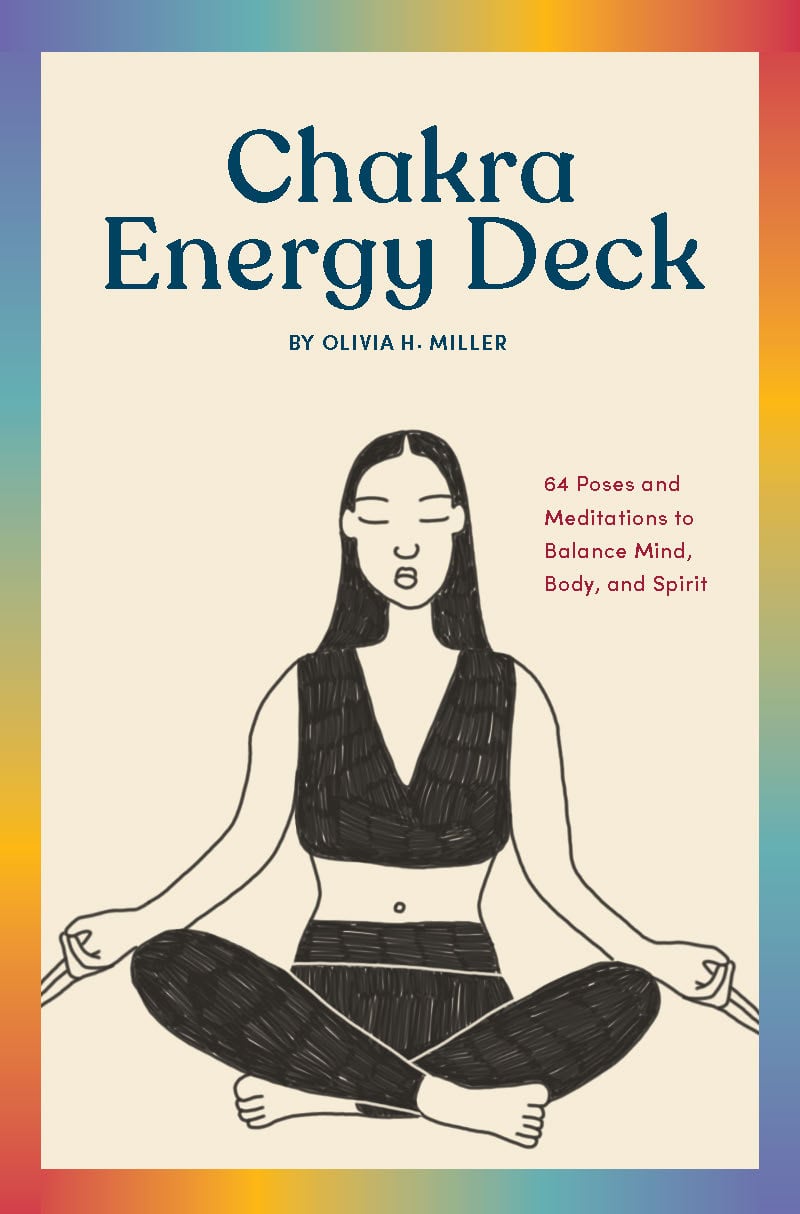 Chakra
Energy Deck
BY OLIVIA H. MILLER
64 Poses and
Meditations to
Balance Mind,
Body, and Spirit